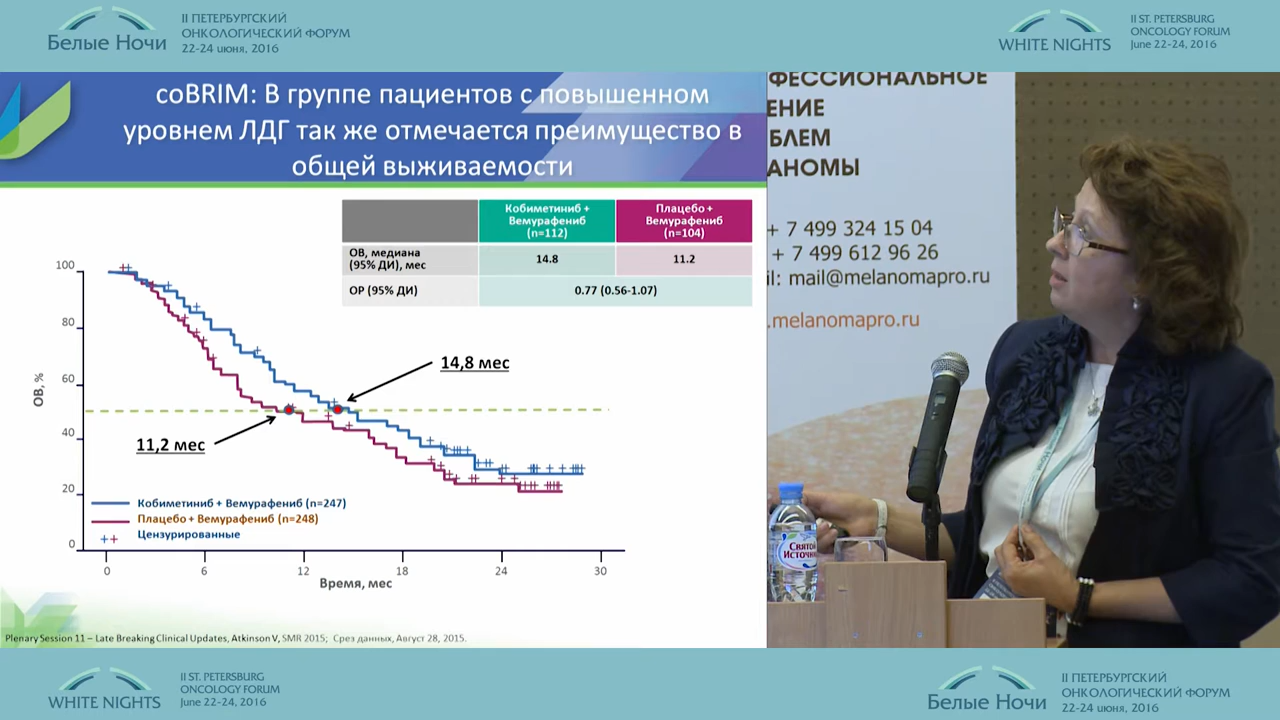 Белые Ночи
II ПЕТЕРБУРГСКИЙ
ОНКОЛОГИЧЕСКИЙ ФОРУМ
22-24 июня, 2016
WHITE NIGHTS
II ST. PETERSBURG
ONCOLOGY FORUM
June 22-24, 2016
coBRIM: В группе пациентов с повышенном
уровнем ЛДГ так же отмечается преимущество в
общей выживаемости
Кобиметиниб +
Вемурафениб
(n=112)
Плацебо +
Вемурафениб
(n=104)
ОВ, медиана
(95% ДИ), мес
14.8
11.2
ОР (95% ДИ)
0.77 (0.56-1.07)
100
80
60
40
20
0
ОВ, %
14,8 мес
11,2 мес
Кобиметиниб + Вемурафениб (n=247)
Плацебо + Вемурафениб (n=248)
Цензурированные
0 6 12 18 24 30
Время, мес
Plenary Session 11 – Late Breaking Clinical Updates, Atkinson V, SMR 2015; Срез данных, Август 28, 2015.
ФЕССИОНАЛЬНОЕ
ЕНИЕ
БЛЕМ
АНОМЫ
+ 7 499 324 15 04
+ 7 499 612 96 26
il: mail@melanomapro.ru
.melanomapro.ru
Святой
Источник
WHITE NIGHTS
II ST. PETERSBURG
ONCOLOGY FORUM
June 22-24, 2016
Белые Ночи
II ПЕТЕРБУРГСКИЙ
ОНКОЛОГИЧЕСКИЙ ФОРУМ
22-24 июня, 2016